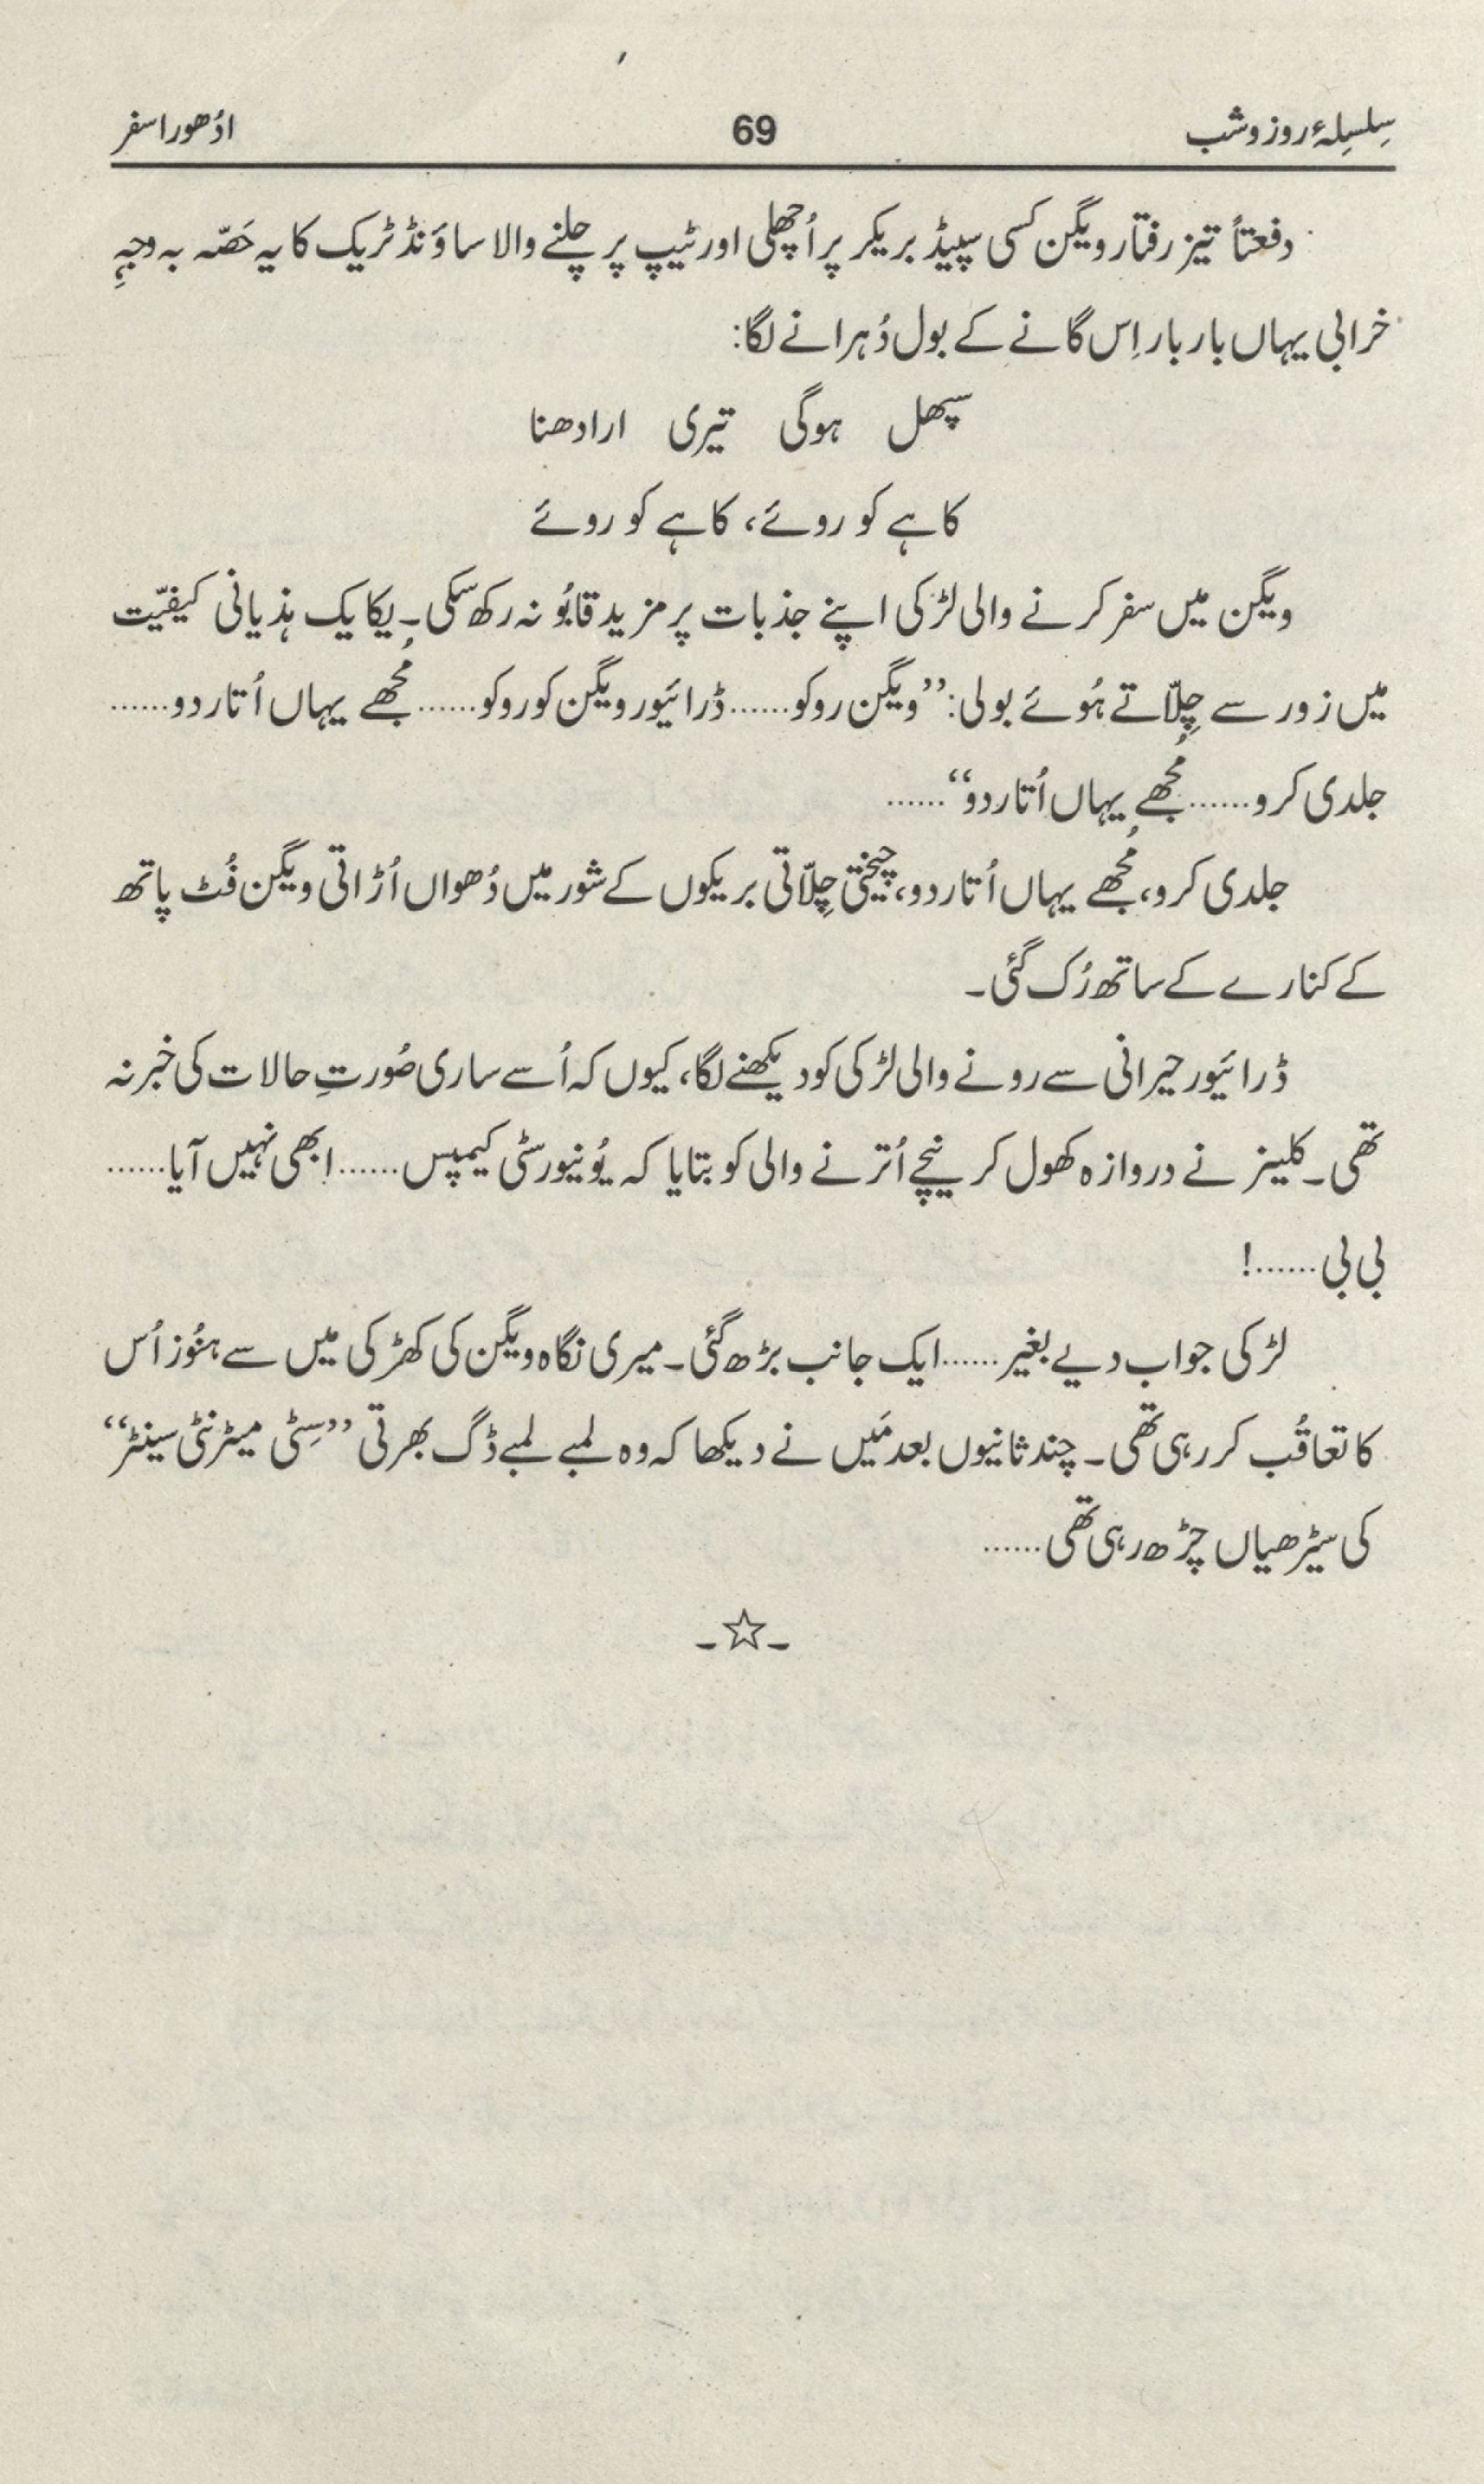 سِلسِلۂ روز و شب 69 ادُھورا سفر
دفعتاً تیز رفتار ویگن کسی سپیڈ بریکر پر اُچھلی اور ٹیپ پر چلنے والا ساؤنڈ ٹریک کا یہ حَصّہ بہ وجہِ
خرابی یہاں بار بار اِس گانے کے بول دُہرانے لگا:
سپھل ہوگی تیری ارادھنا
کاہے کو روئے، کاہے کو روئے
ویگن میں سفر کرنے والی لڑکی اپنے جذبات پر مزید قابُو نہ رکھ سکی۔ یکایک ہذیانی کیفیّت
میں زور سے چِلّاتے ہُوئے بولی: ”ویگن روکو……ڈرائیور ویگن کو روکو……مُجھے یہاں اُتار دو……
جلدی کرو……مُجھے یہاں اُتار دو“……
جلدی کرو، مُجھے یہاں اُتار دو، چیختی چِلّاتی بریکوں کے شور میں دُھواں اُڑاتی ویگن فُٹ پاتھ
کے کنارے کے ساتھ رُک گئی۔
ڈرائیور حیرانی سے رونے والی لڑکی کو دیکھنے لگا، کیوں کہ اُسے ساری صُورتِ حالات کی خبر نہ
تھی۔ کلینر نے دروازہ کھول کر نیچے اُترنے والی کو بتایا کہ یُونیورسٹی کیمپس……ابھی نہیں آیا……
بی بی……!
لڑکی جواب دیے بغیر……ایک جانب بڑھ گئی۔ میری نگاہ ویگن کی کھڑکی میں سے ہنُوز اُس
کا تعاقُب کر رہی تھی۔ چند ثانیوں بعد مَیں نے دیکھا کہ وہ لمبے لمبے ڈگ بھرتی ”سِٹی میٹرنٹی سینٹر“
کی سیڑھیاں چڑھ رہی تھی……
-☆-